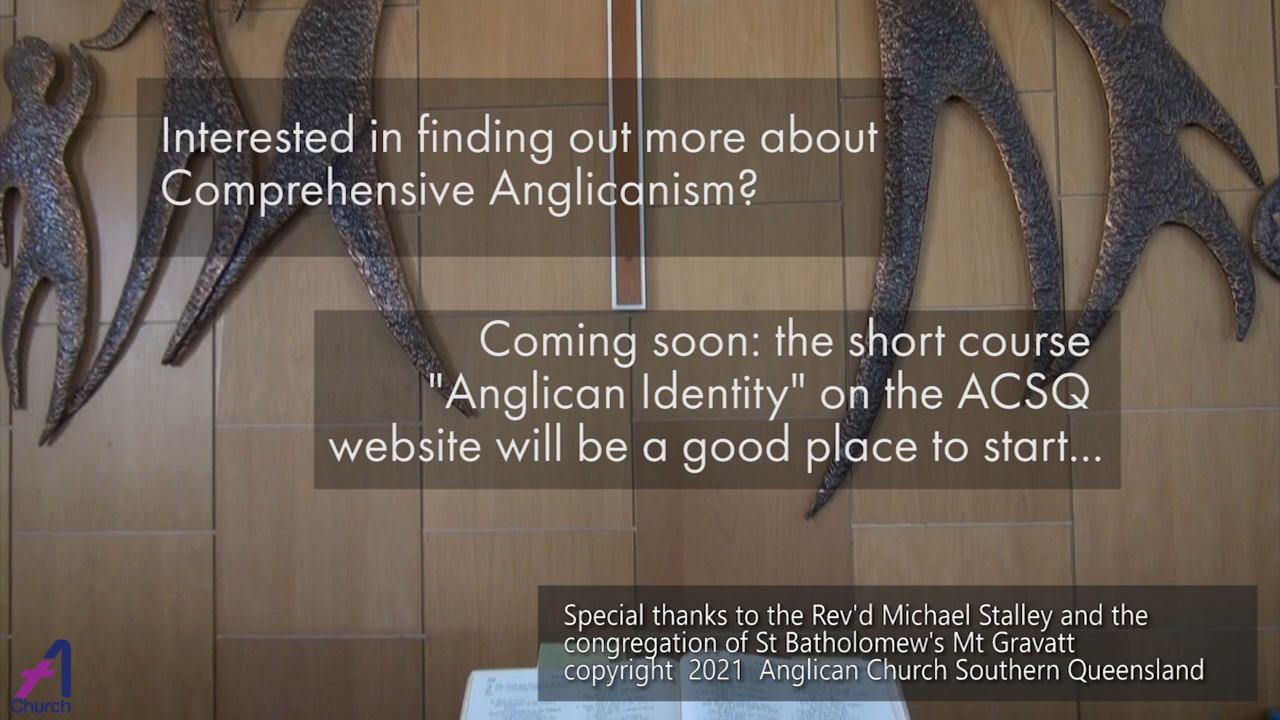 Interested in finding out more about
Comprehensive Anglicanism?
Coming soon: the short course
"Anglican Identity" on the ACSQ
website will be a good place to start...
Special thanks to the Rev'd Michael Stalley and the
congregation of St Batholomew's Mt Gravatt
copyright 2021 Anglican Church Southern Queensland
Church